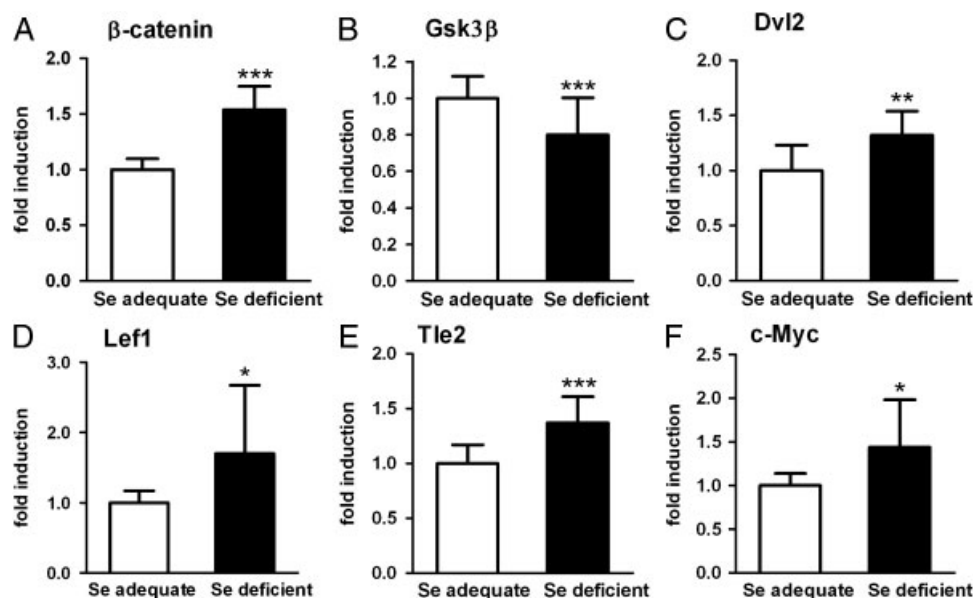 A β-catenin
fold induction
2.0
1.5
1.0
0.5
0.0
***
Se adequate Se deficient
B Gsk3β
fold induction
1.2
1.0
0.8
0.6
0.4
1.2
0.0
***
Se adequate Se deficient
C Dvl2
fold induction
2.0
1.5
1.0
0.5
0.0
**
Se adequate Se deficient
D Lef1
fold induction
3.0
2.0
1.0
0.0
*
Se adequate Se deficient
E Tle2
fold induction
2.0
1.5
1.0
0.5
0.0
***
Se adequate Se deficient
F c-Myc
fold induction
2.5
2.0
1.5
1.0
0.5
0.0
*
Se adequate Se deficient